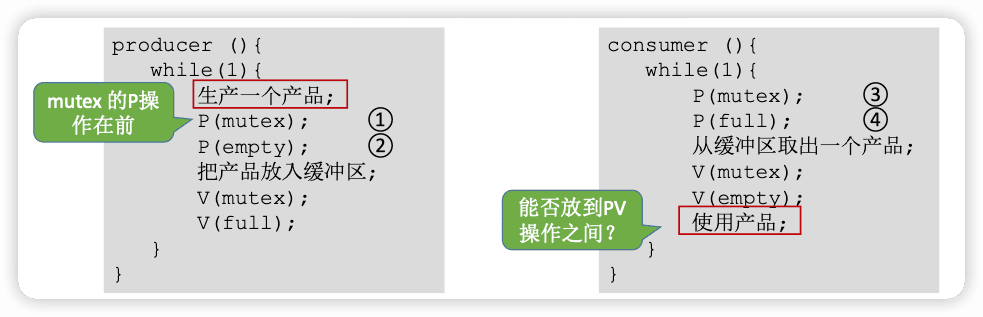 producer (){
while(1){
生产一个产品;
P(mutex); ①
P(empty); ②
把产品放入缓冲区;
V(mutex);
V(full);
}
}
mutex 的P操
作在前
consumer (){
while(1){
P(mutex); ③
P(full); ④
从缓冲区取出一个产品;
V(mutex);
V(empty);
使用产品;
}
}
能否放到PV
操作之间？